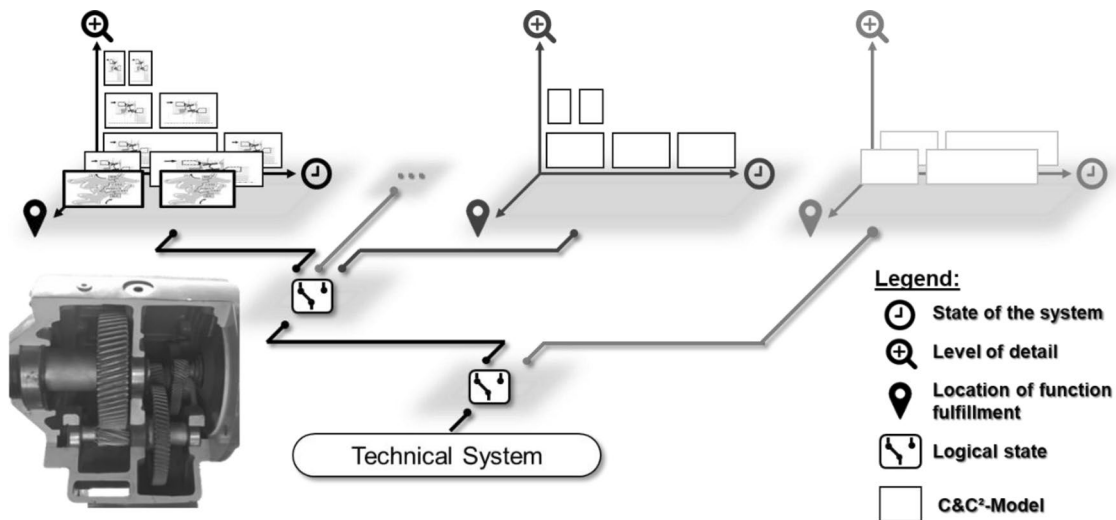 Legend:
State of the system
Level of detail
Location of function
fulfillment
Logical state
C&C²-Model
Technical System